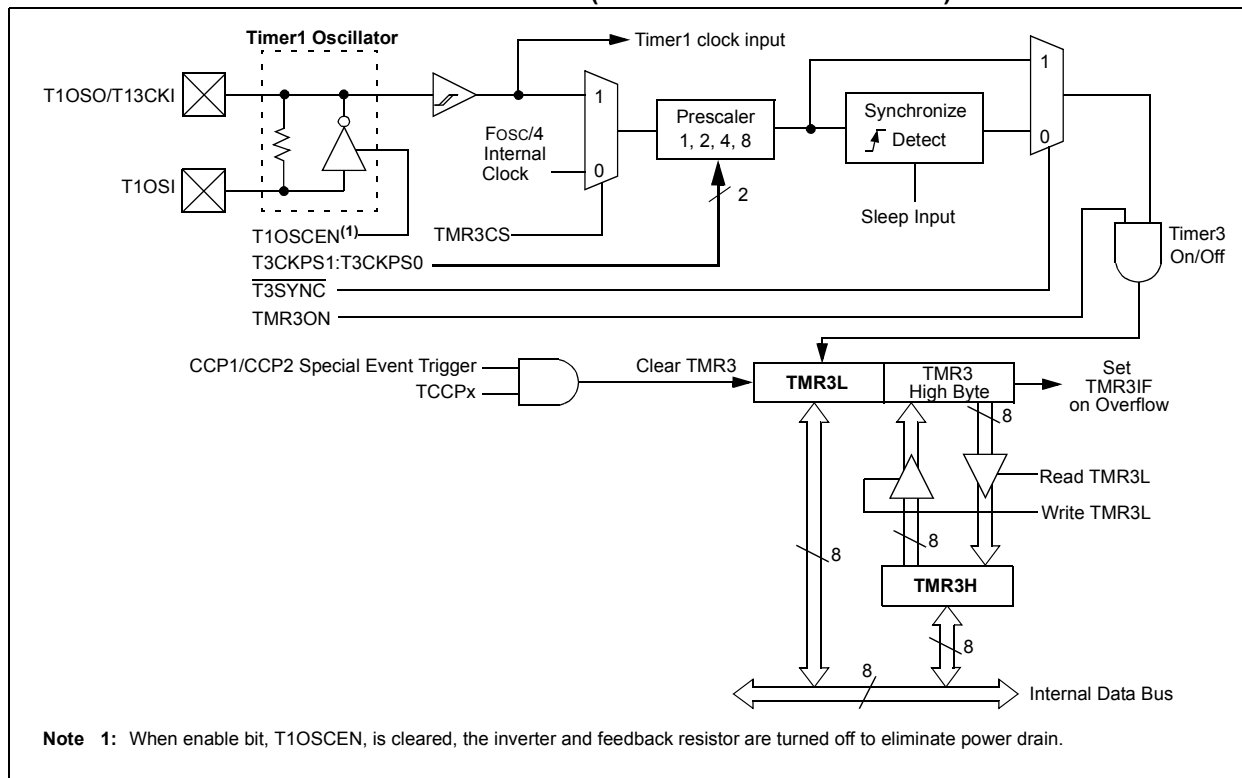 Timer1 Oscillator
Timer1 clock input
T1OSO/T13CKI
1
FOSC/4
Internal
Clock
0
Prescaler
1, 2, 4, 8
Synchronize
Detect
1
0
T1OSI
2
Sleep Input
T1OSCEN(1)
TMR3CS
T3CKPS1:T3CKPS0
T3SYNC
TMR3ON
Timer3
On/Off
CCP1/CCP2 Special Event Trigger
TCCPx
Clear TMR3
TMR3L
TMR3
High Byte
Set
TMR3IF
on Overflow
8
Read TMR3L
Write TMR3L
8
8
TMR3H
8
8
Internal Data Bus
Note 1: When enable bit, T1OSCEN, is cleared, the inverter and feedback resistor are turned off to eliminate power drain.